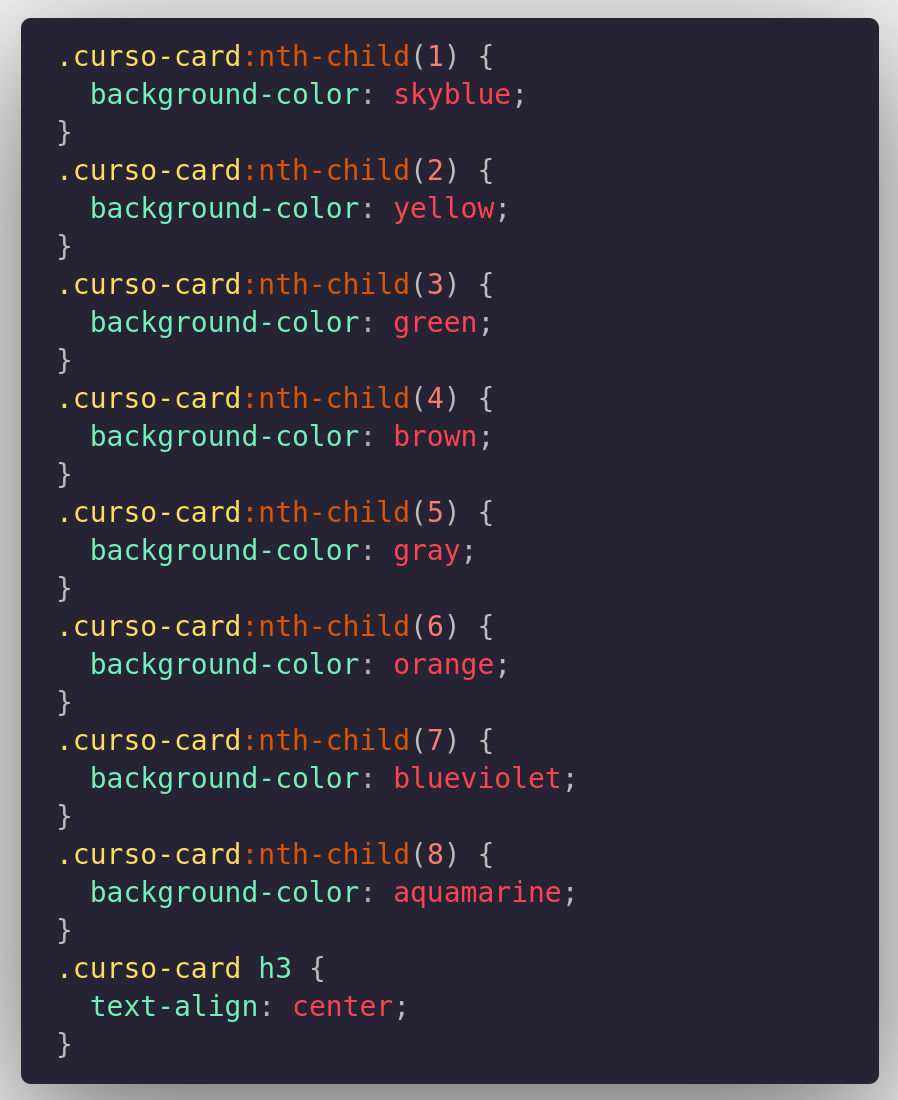 .curso-card:nth-child(1) {
  background-color: skyblue;
}
.curso-card:nth-child(2) {
  background-color: yellow;
}
.curso-card:nth-child(3) {
  background-color: green;
}
.curso-card:nth-child(4) {
  background-color: brown;
}
.curso-card:nth-child(5) {
  background-color: gray;
}
.curso-card:nth-child(6) {
  background-color: orange;
}
.curso-card:nth-child(7) {
  background-color: blueviolet;
}
.curso-card:nth-child(8) {
  background-color: aquamarine;
}
.curso-card h3 {
  text-align: center;
}